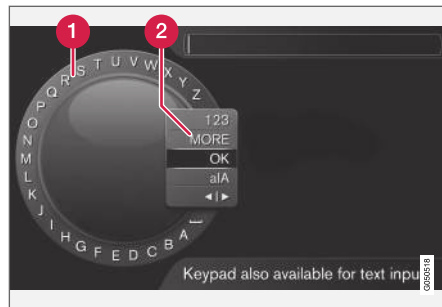 1
2
A B C D E F G H I J K L M N O P Q R S T U V W X Y Z
123
MORE
OK
a|A
Keypad also available for text inpu
G050518